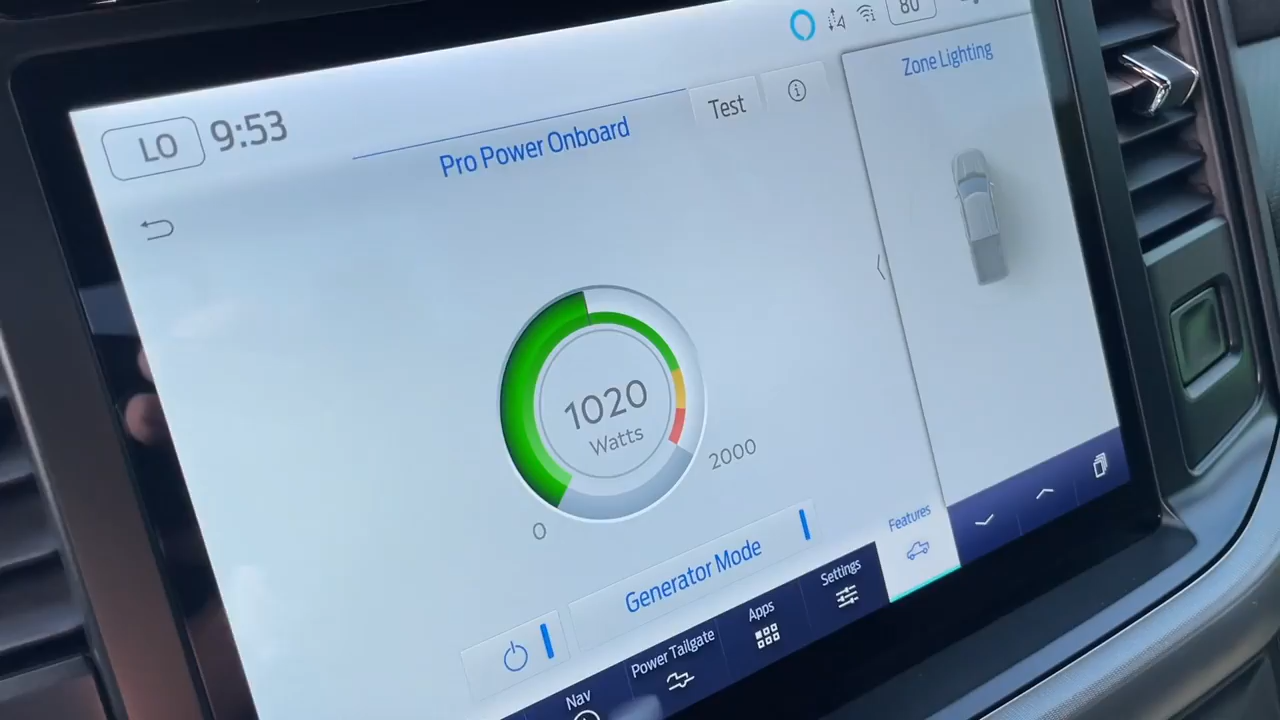 LO
9:53
80
Pro Power Onboard
Test
Zone Lighting
1020
Watts
0
2000
Generator Mode
Nav
Power Tailgate
Apps
Settings
Features